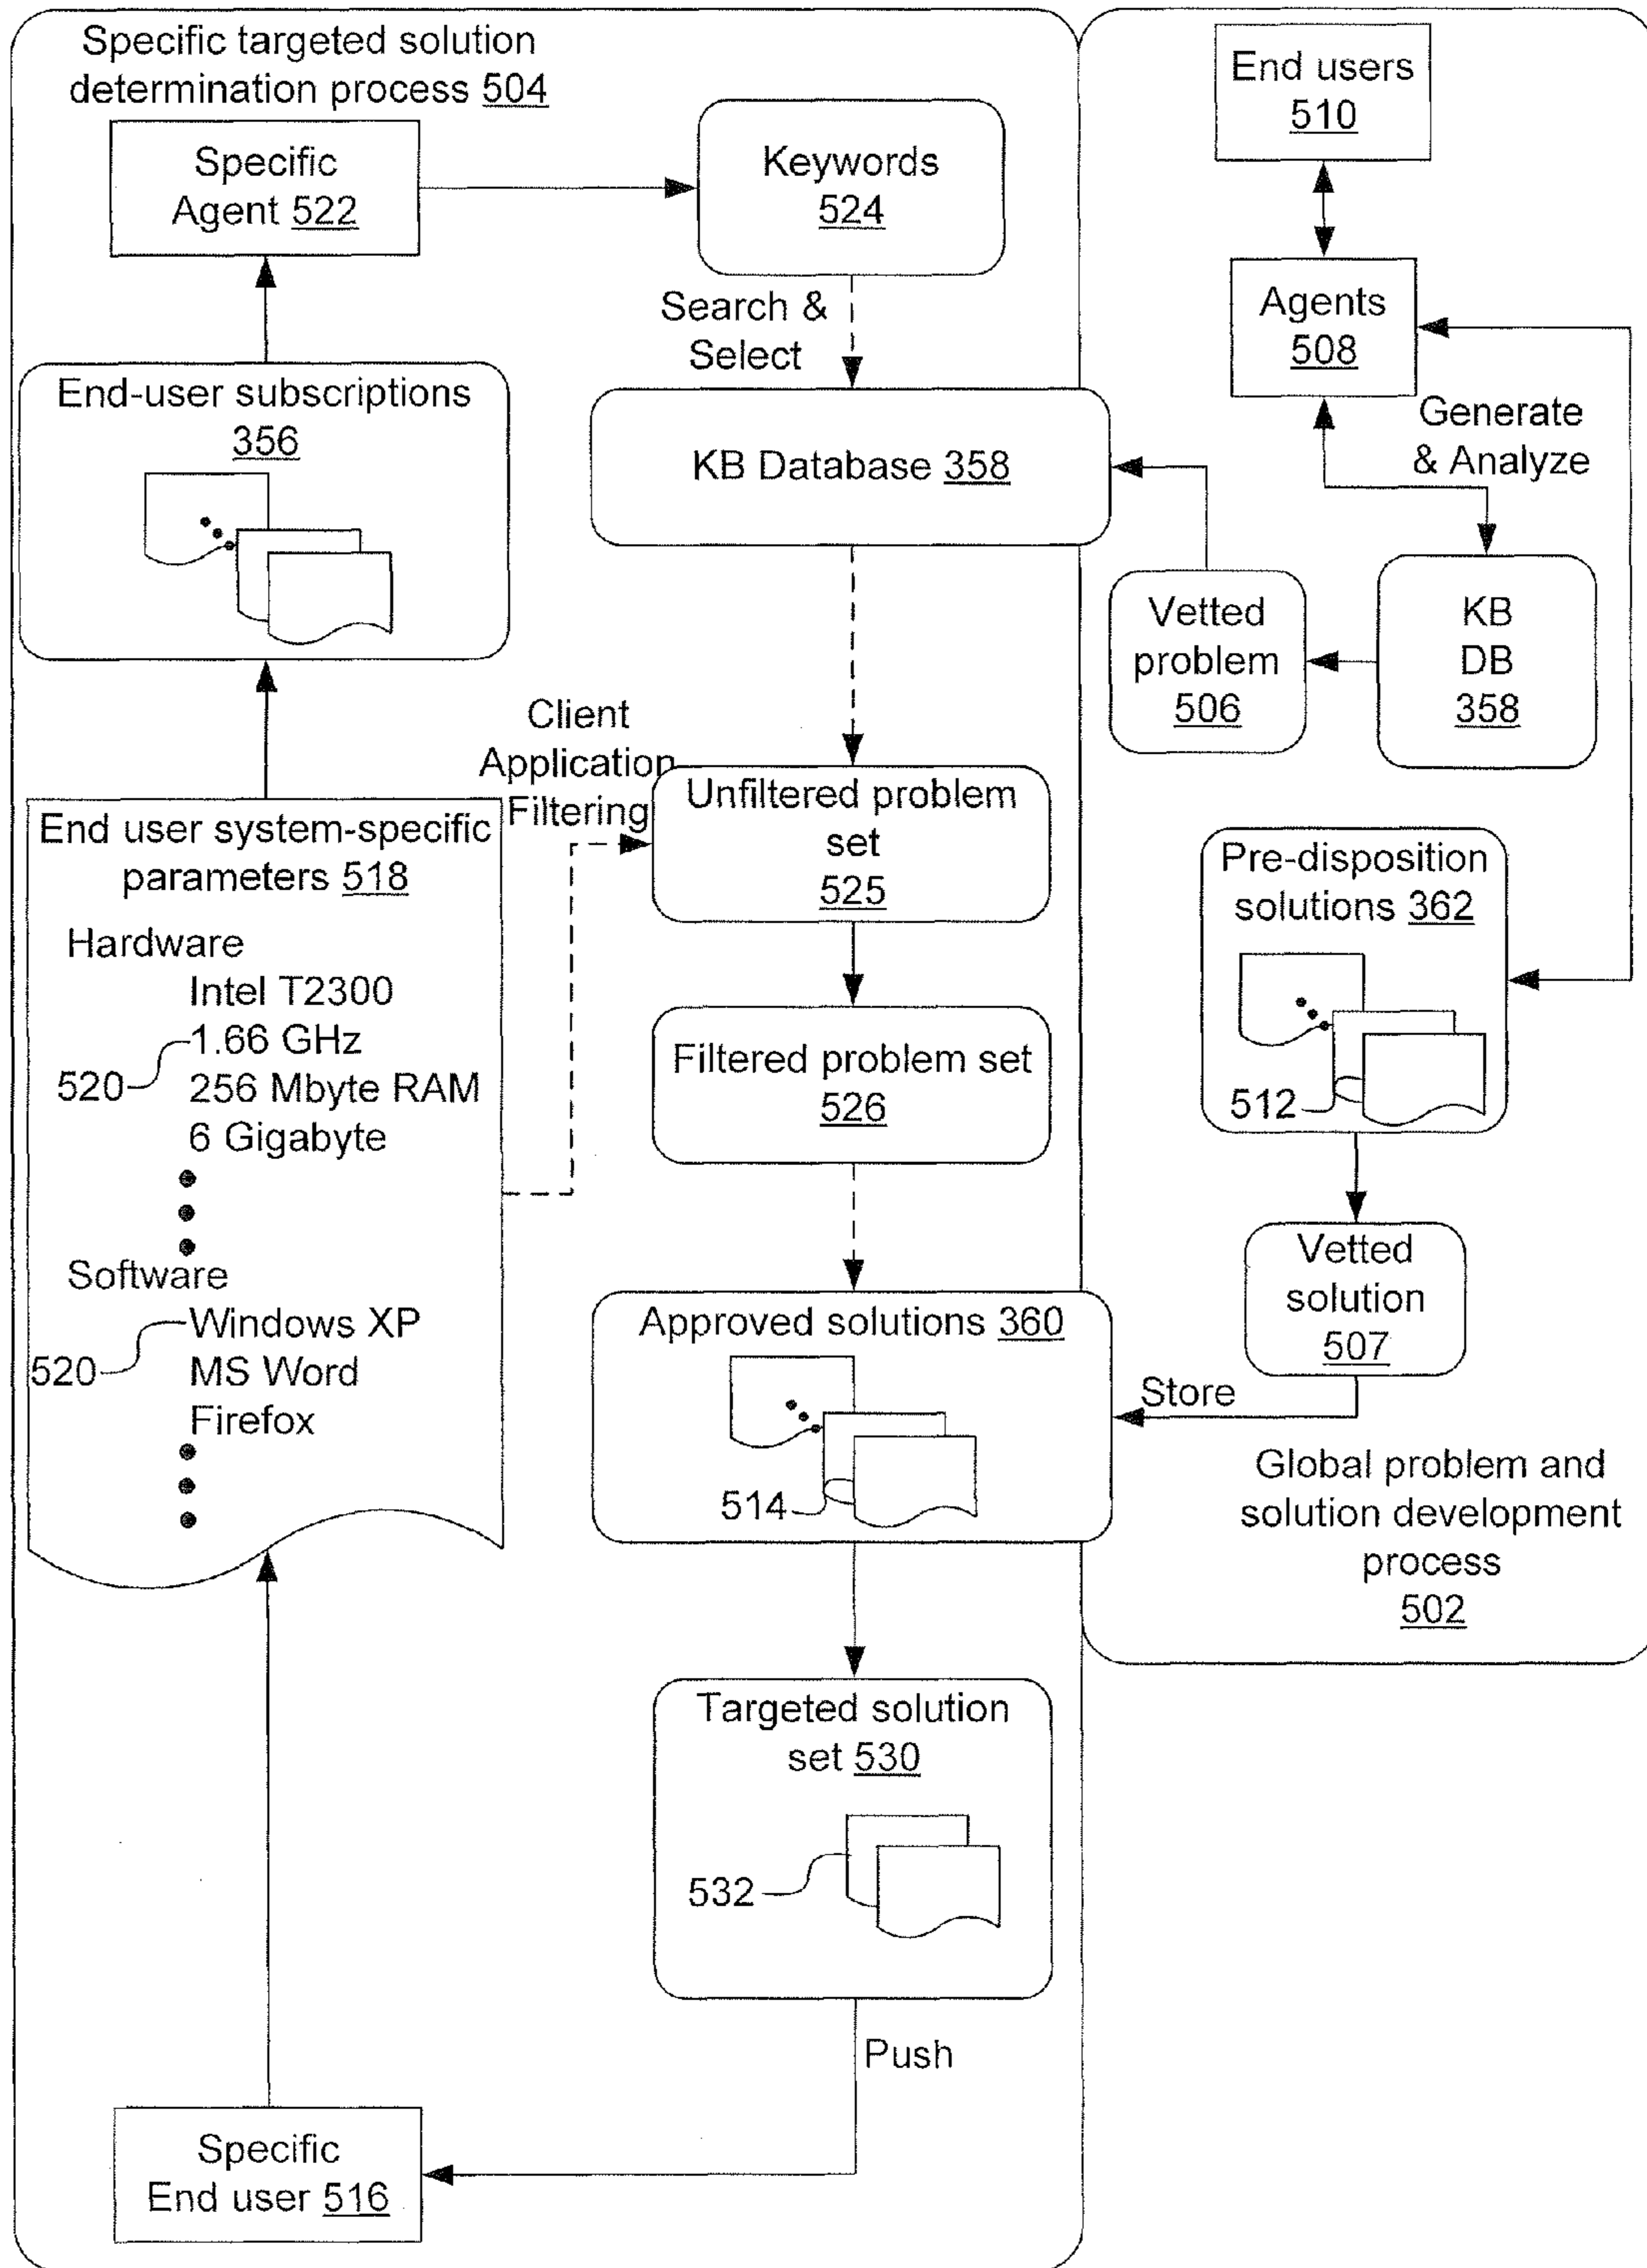 Specific targeted solution
determination process 504
Specific
Agent 522
Keywords
524
Search &
Select
End-user subscriptions
356
KB Database 358
Client
Application
Filtering
End user system-specific
parameters 518
Hardware
Intel T2300
1.66 GHz
520
256 Mbyte RAM
6 Gigabyte
Software
Windows XP
520
MS Word
Firefox
Unfiltered problem
set
525
Filtered problem set
526
Approved solutions 360
514
Targeted solution
set 530
532
Push
Specific
End user 516
End users
510
Agents
508
Generate
& Analyze
Vetted
problem
506
KB
DB
358
Pre-disposition
solutions 362
512
Vetted
solution
507
Store
Global problem and
solution development
process
502